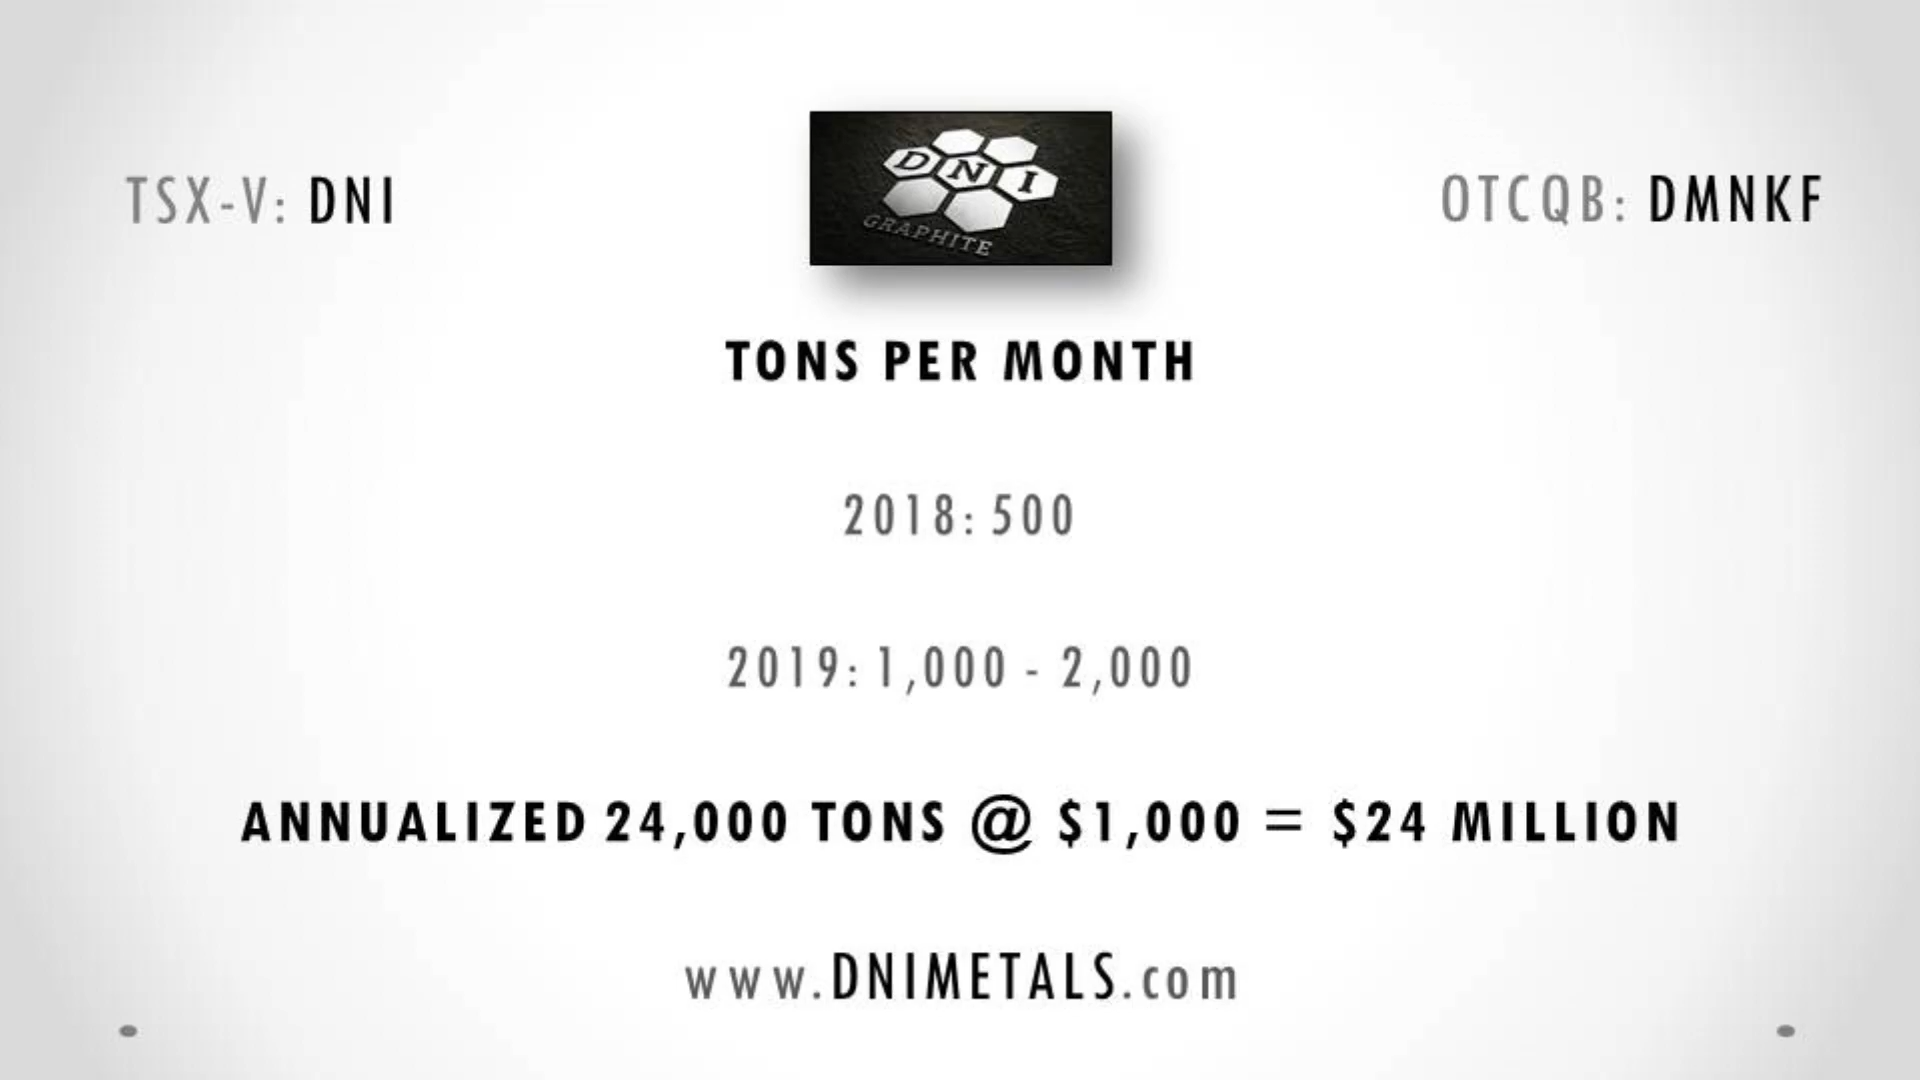 TSX-V: DNI
DNI
GRAPHITE
OTCQB: DMNKF
TONS PER MONTH
2018: 500
2019: 1,000 - 2,000
ANNUALIZED 24,000 TONS @ $1,000 = $24 MILLION
www.DNIMETALS.com